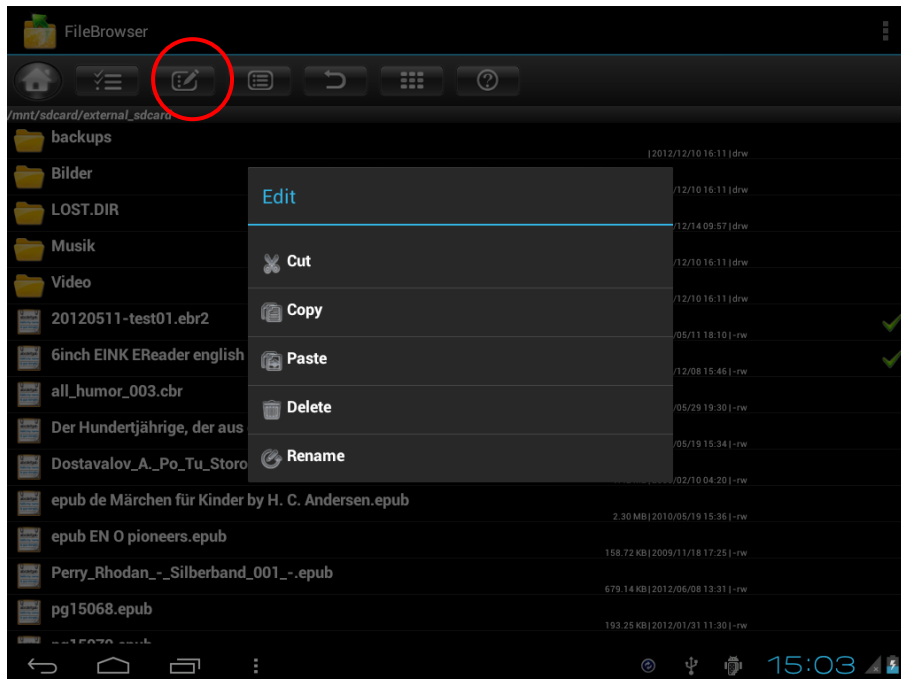 FileBrowser
/mnt/sdcard/external_sdcard
backups
|2012/12/10 16:11|drw
Bilder
/12/10 16:11|drw
LOST.DIR
/12/14 09:57|drw
Musik
/12/10 16:11|drw
Video
/12/10 16:11|drw
20120511-test01.ebr2
/05/11 18:10|-rw
6inch EINK EReader english
/12/08 15:46|-rw
all_humor_003.cbr
/05/29 19:30|-rw
Der Hundertjährige, der aus
/05/19 15:34|-rw
Dostavalov_A._Po_Tu_Storo
/02/10 04:20|-rw
epub de Märchen für Kinder by H. C. Andersen.epub
2.30 MB|2010/05/19 15:36|-rw
epub EN O pioneers.epub
158.72 KB|2009/11/18 17:25|-rw
Perry_Rhodan_-_Silberband_001_-.epub
679.14 KB|2012/06/08 13:31|-rw
pg15068.epub
193.25 KB|2012/01/31 11:30|-rw
Edit
Cut
Copy
Paste
Delete
Rename
15:03